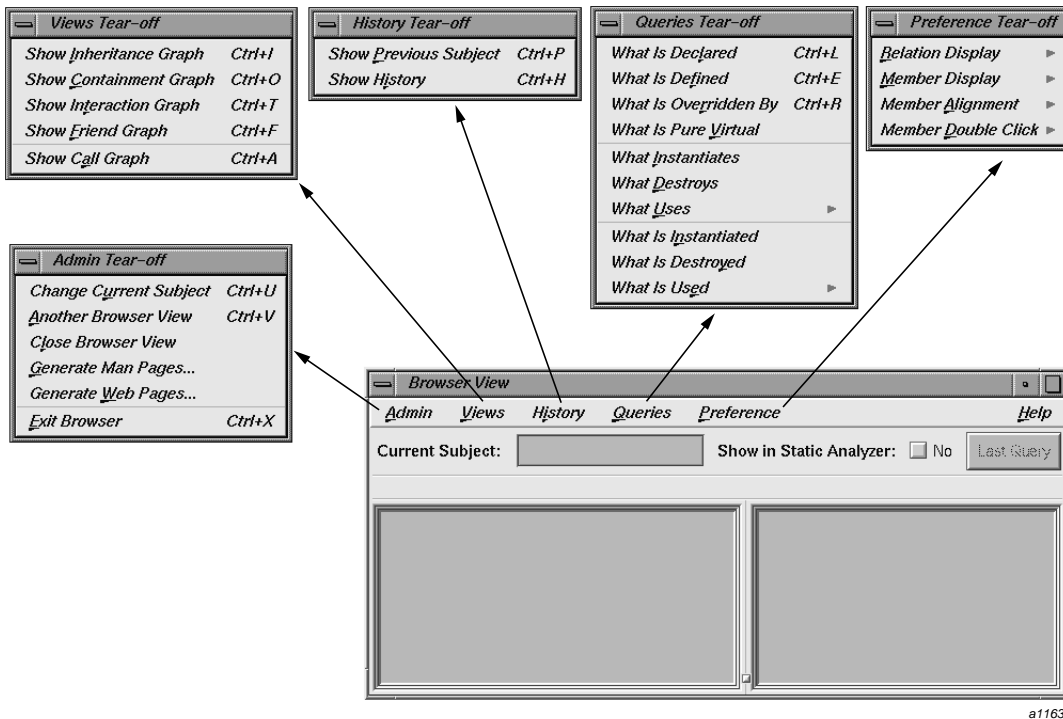 Views Tear-off
Show Inheritance Graph Ctrl+I
Show Containment Graph Ctrl+O
Show Interaction Graph Ctrl+T
Show Friend Graph Ctrl+F
Show Call Graph Ctrl+A
History Tear-off
Show Previous Subject Ctrl+P
Show History Ctrl+H
Queries Tear-off
What Is Declared Ctrl+L
What Is Defined Ctrl+E
What Is Overridden By Ctrl+R
What Is Pure Virtual
What Instantiates
What Destroys
What Uses
What Is Instantiated
What Is Destroyed
What Is Used
Preference Tear-off
Relation Display
Member Display
Member Alignment
Member Double Click
Admin Tear-off
Change Current Subject Ctrl+U
Another Browser View Ctrl+V
Close Browser View
Generate Man Pages...
Generate Web Pages...
Exit Browser Ctrl+X
Browser View
Admin Views History Queries Preference Help
Current Subject: Show in Static Analyzer: No Last Query
a1163